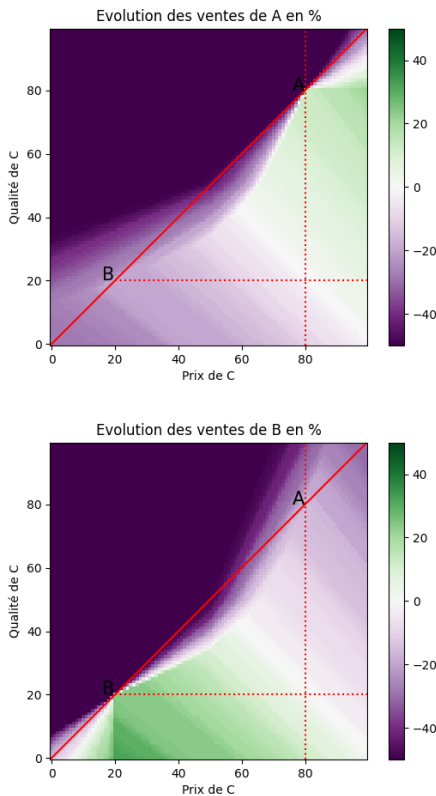 Evolution des ventes de A en %
A
B
80
60
40
20
0
Qualité de C
0 20 40 60 80
Prix de C
40
20
0
−20
−40
Evolution des ventes de B en %
A
B
80
60
40
20
0
Qualité de C
0 20 40 60 80
Prix de C
40
20
0
−20
−40